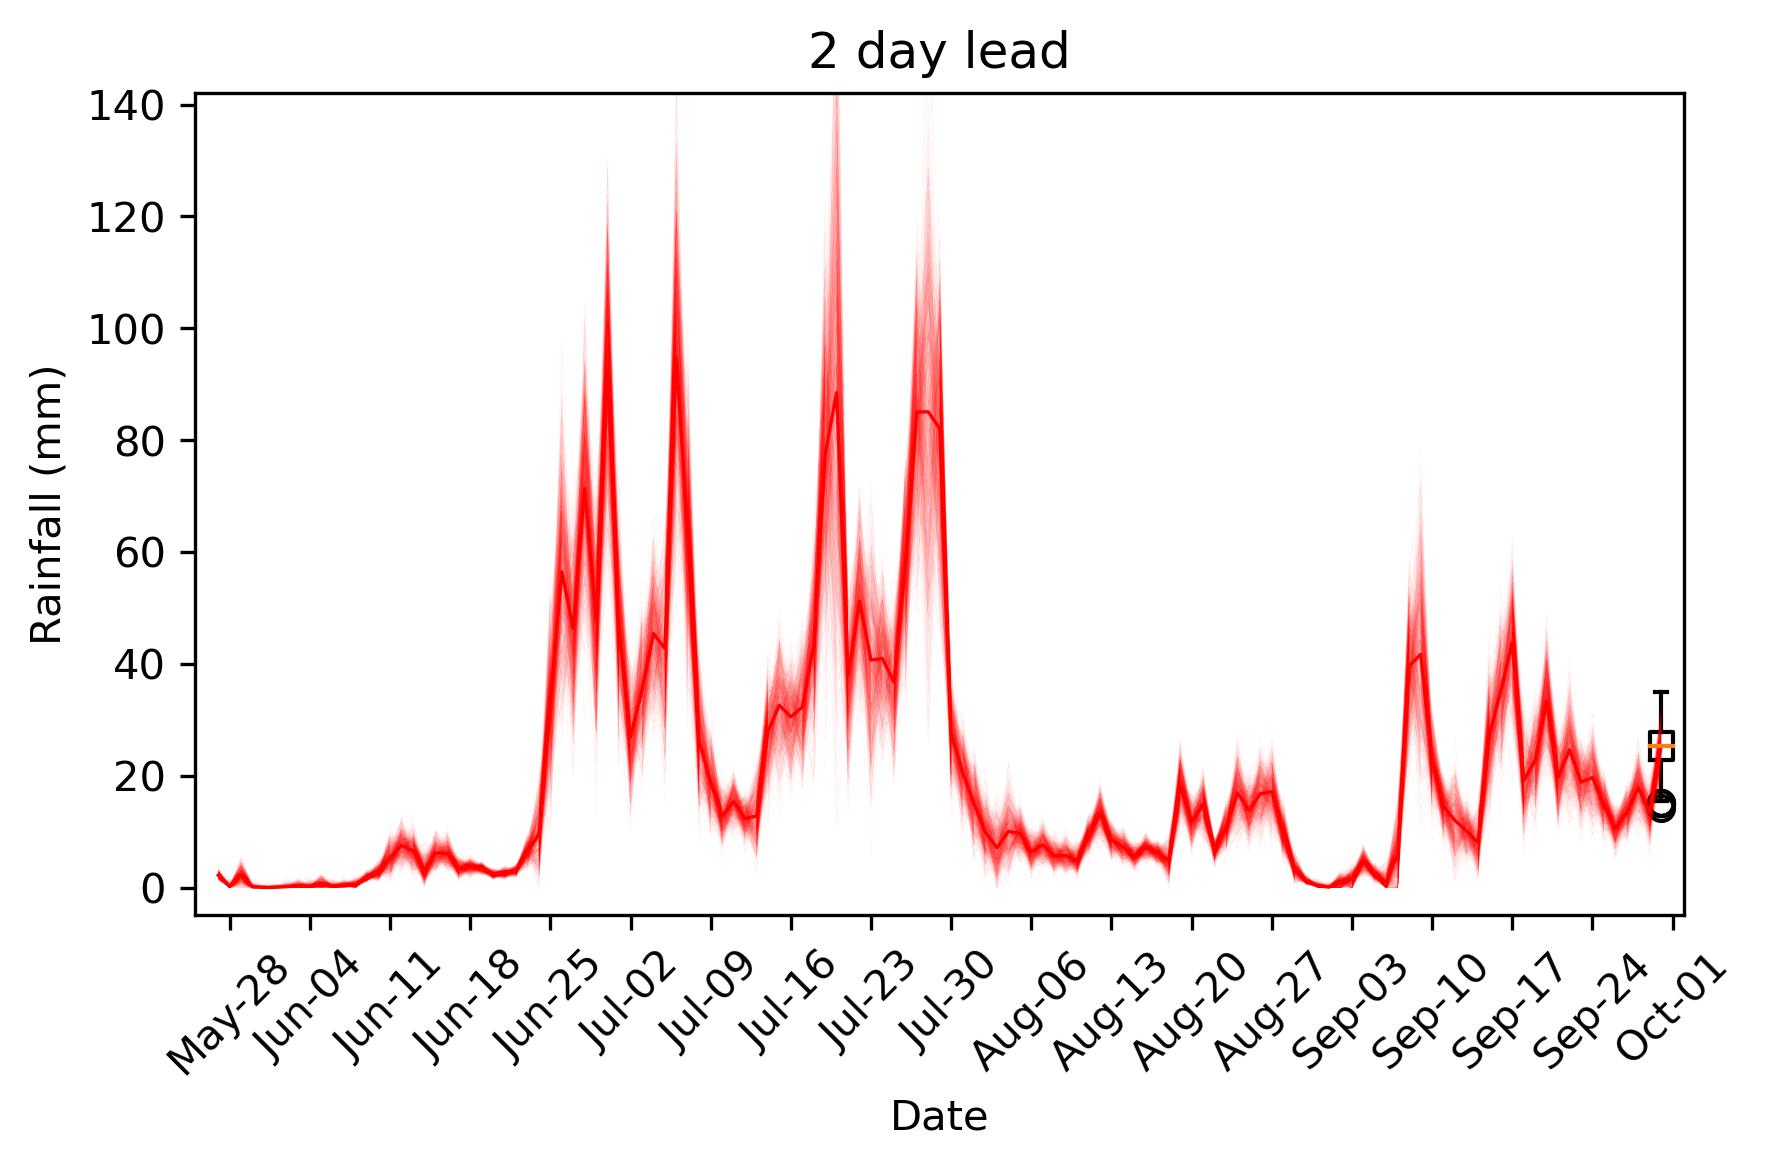 2 day lead
Rainfall (mm)
140
120
100
80
60
40
20
0
May-28
Jun-04
Jun-11
Jun-18
Jun-25
Jul-02
Jul-09
Jul-16
Jul-23
Jul-30
Aug-06
Aug-13
Aug-20
Aug-27
Sep-03
Sep-10
Sep-17
Sep-24
Oct-01
Date